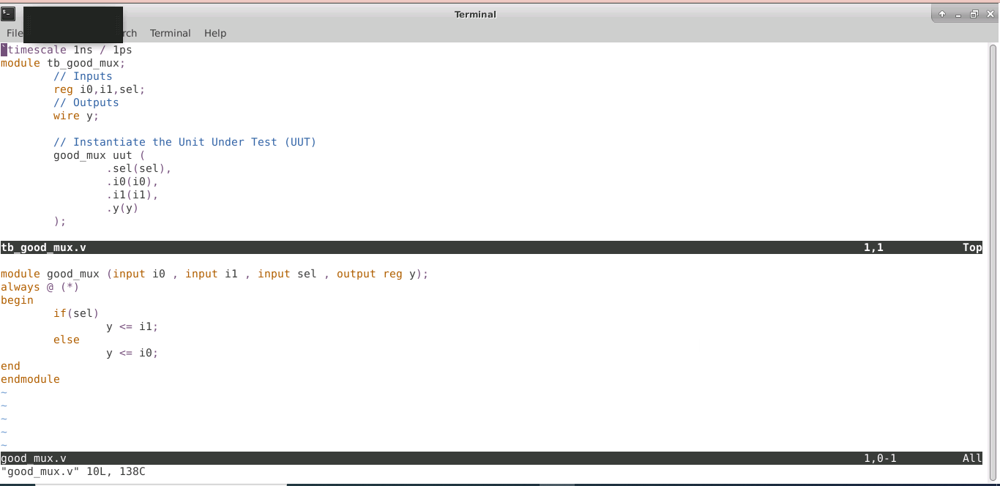 Terminal
File rch Terminal Help
`timescale 1ns / 1ps
module tb_good_mux;
// Inputs
reg i0,i1,sel;
// Outputs
wire y;
// Instantiate the Unit Under Test (UUT)
good_mux uut (
.sel(sel),
.i0(i0),
.i1(i1),
.y(y)
);
tb_good_mux.v 1,1 Top
module good_mux (input i0 , input i1 , input sel , output reg y);
always @ (*)
begin
if(sel)
y <= i1;
else
y <= i0;
end
endmodule
~
~
~
~
~
good_mux.v 1,0-1 All
"good_mux.v" 10L, 138C